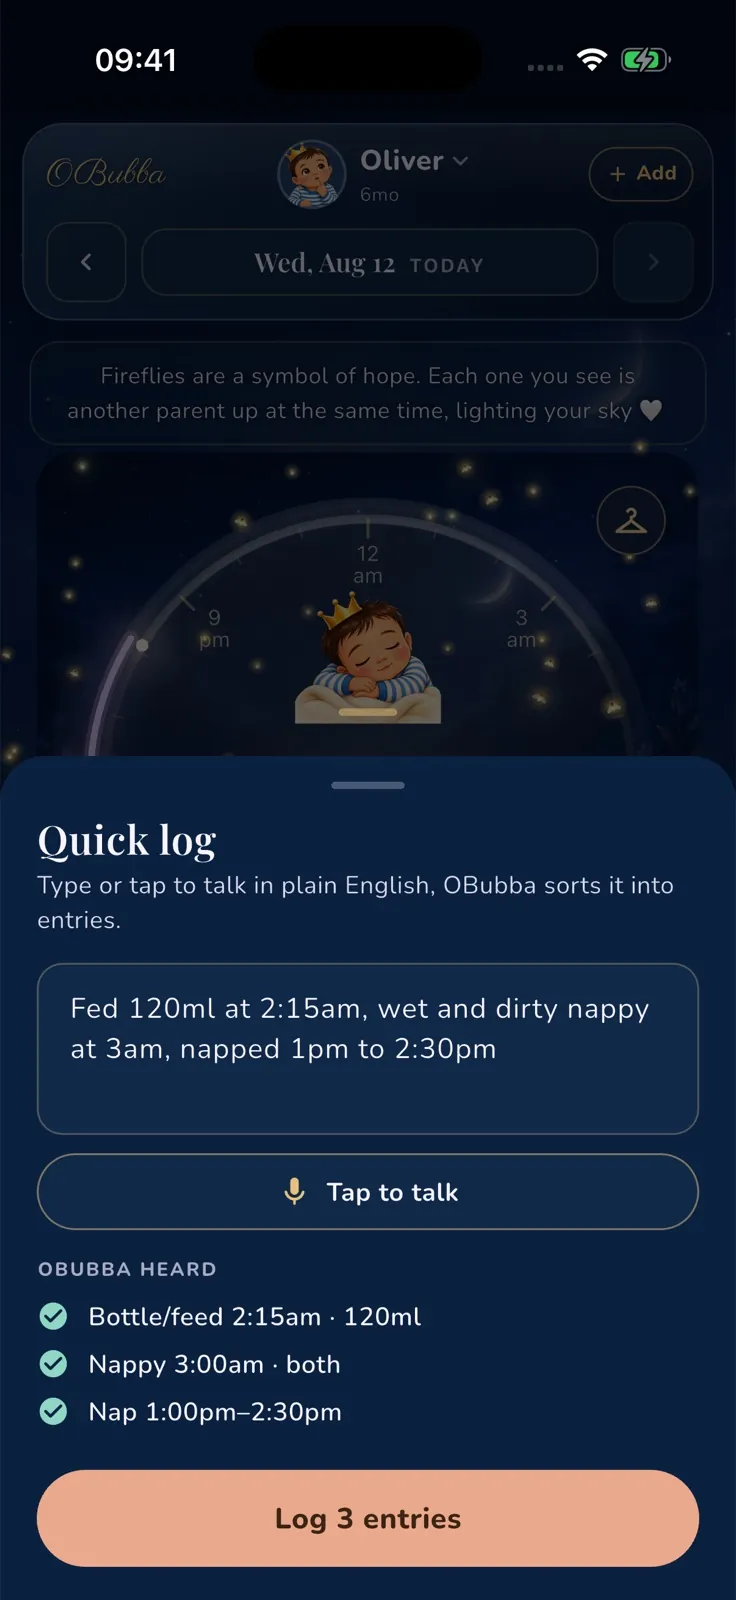 09:41
OBubba
Oliver
6mo
+ Add
Wed, Aug 12 TODAY
Fireflies are a symbol of hope. Each one you see is
another parent up at the same time, lighting your sky 🤍
12
am
9
pm
3
am
Quick log
Type or tap to talk in plain English, OBubba sorts it into
entries.
Fed 120ml at 2:15am, wet and dirty nappy
at 3am, napped 1pm to 2:30pm
Tap to talk
OBUBBA HEARD
Bottle/feed 2:15am · 120ml
Nappy 3:00am · both
Nap 1:00pm–2:30pm
Log 3 entries